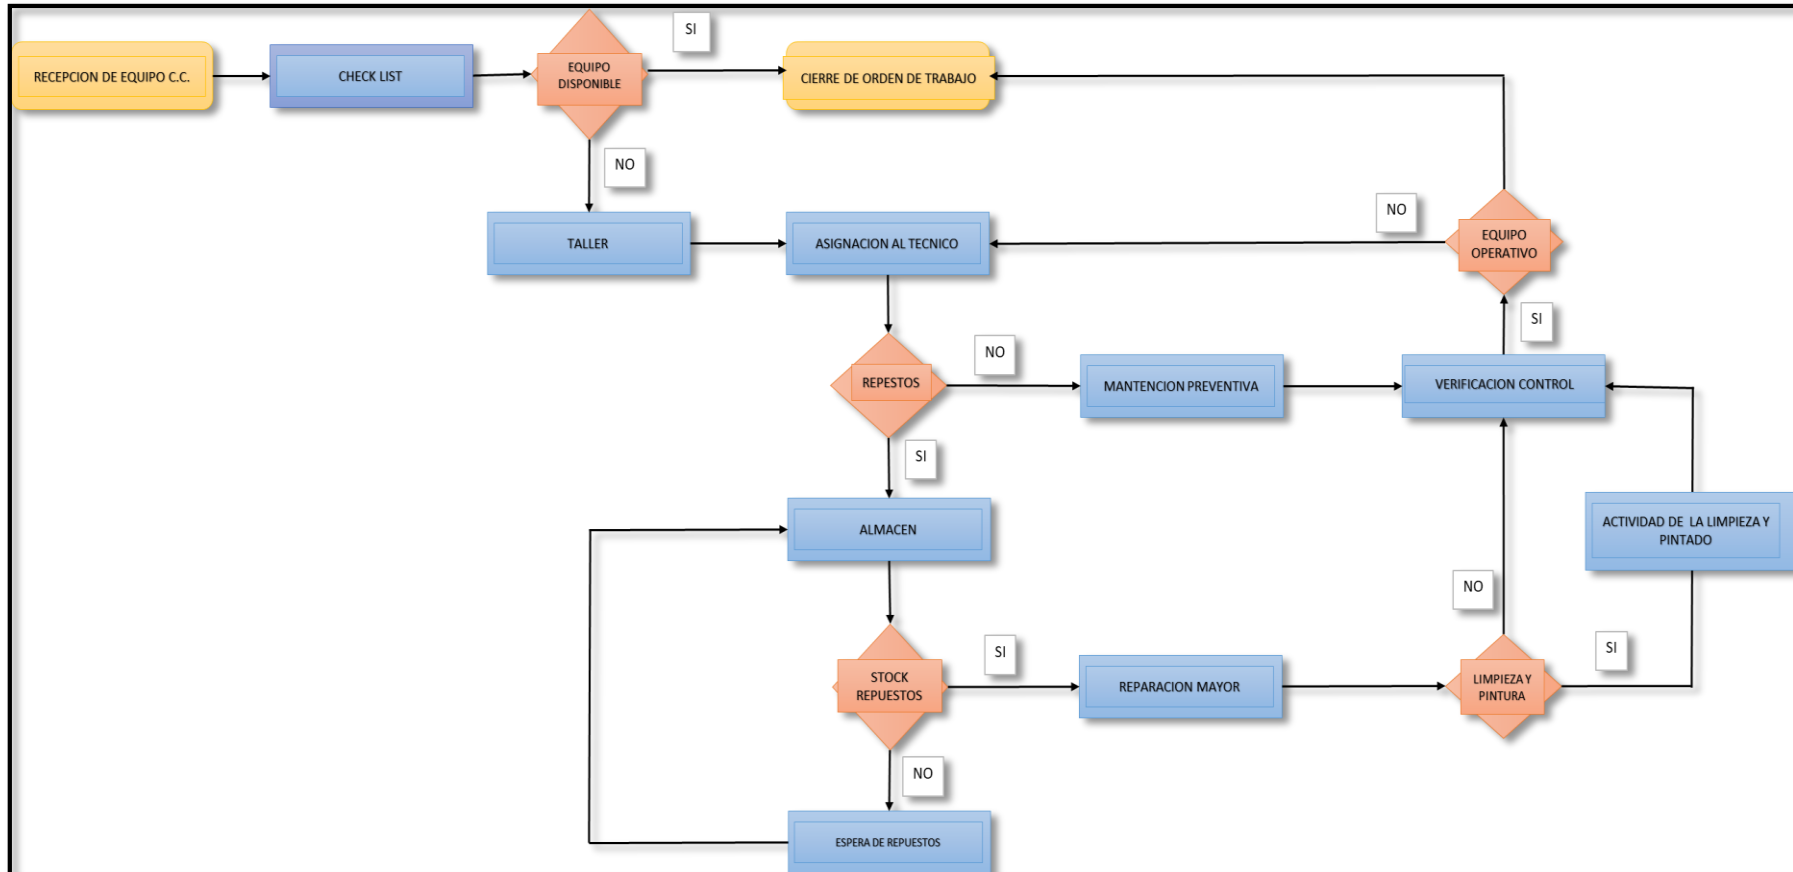 SI
RECEPCION DE EQUIPO C.C.
CHECK LIST
EQUIPO
DISPONIBLE
CIERRE DE ORDEN DE TRABAJO
NO
TALLER
ASIGNACION AL TECNICO
NO
EQUIPO
OPERATIVO
SI
REPESTOS
NO
MANTENCION PREVENTIVA
VERIFICACION CONTROL
SI
ALMACEN
ACTIVIDAD DE LA LIMPIEZA Y
PINTADO
NO
STOCK
REPUESTOS
SI
REPARACION MAYOR
LIMPIEZA Y
PINTURA
SI
NO
ESPERA DE REPUESTOS